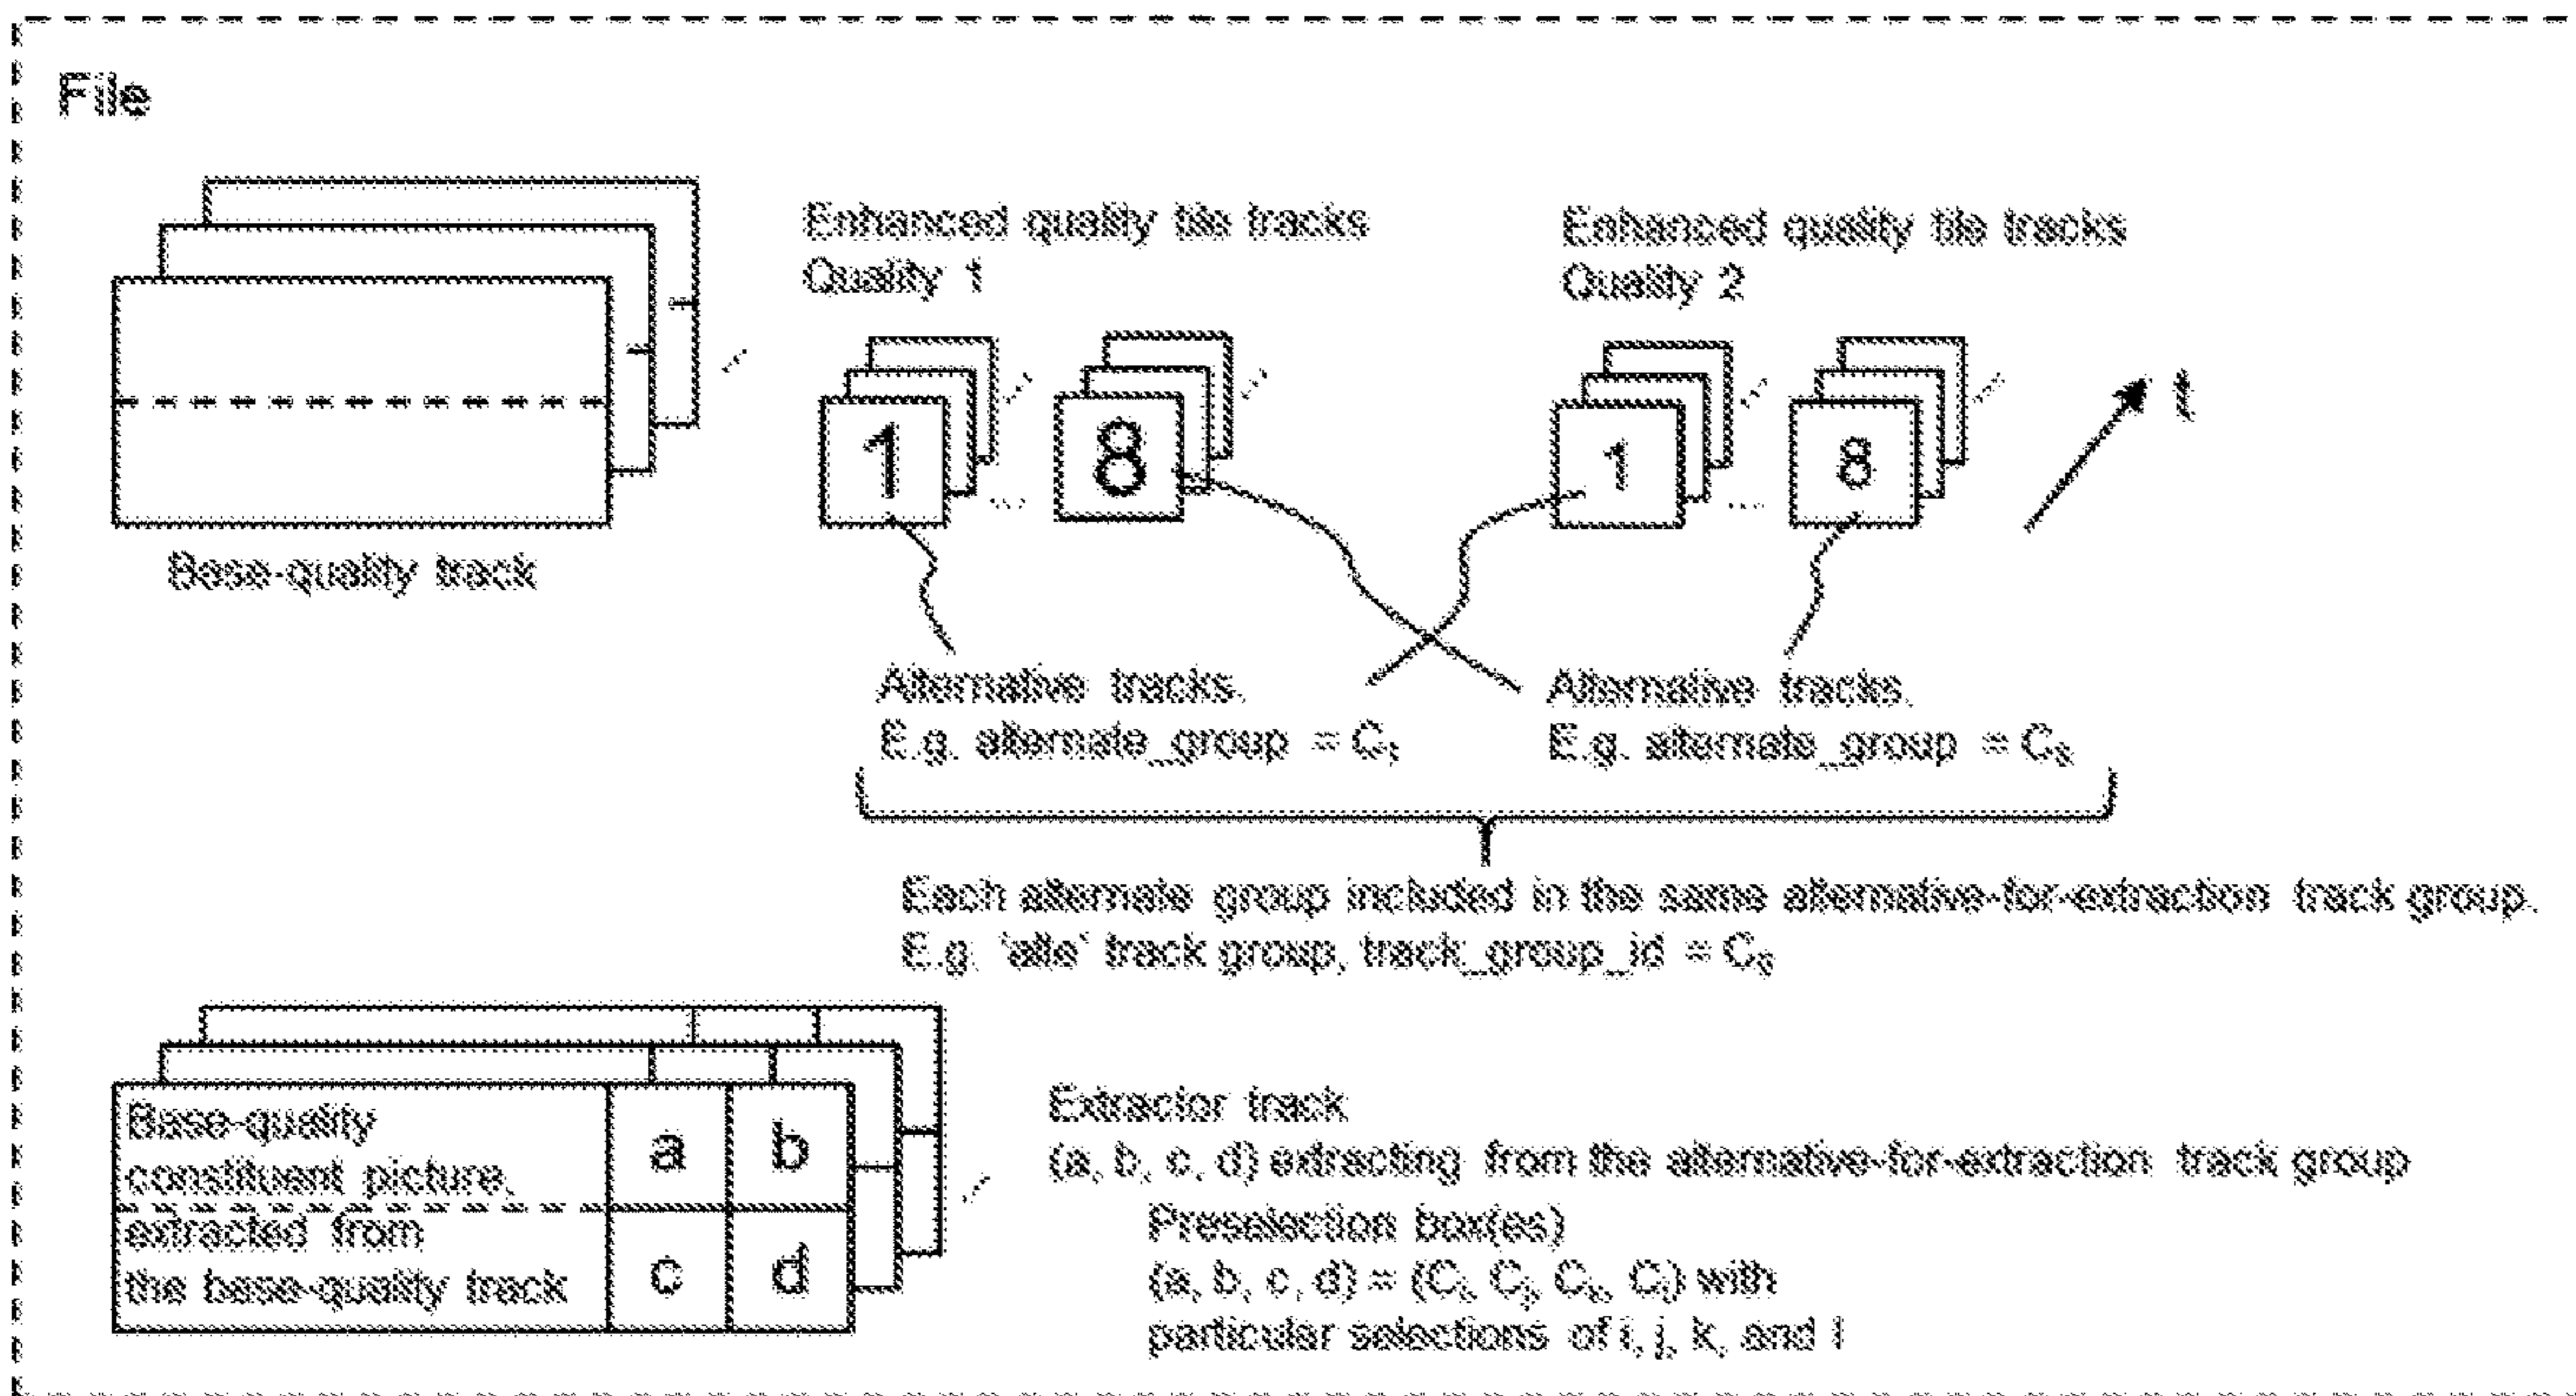 File
Enhanced quality tile tracks
Quality 1
Enhanced quality tile tracks
Quality 2
1
8
1
8
t
...
Base-quality track
Alternative tracks.
E.g. alternate_group = C₁
Alternative tracks.
E.g. alternate_group = C₈
Each alternate group included in the same alternative-for-extraction track group.
E.g. 'alte' track group, track_group_id = C₉
Base-quality
constituent picture,
extracted from
the base-quality track
a
b
c
d
Extractor track
(a, b, c, d) extracting from the alternative-for-extraction track group
Preselection box(es)
(a, b, c, d) = (Cᵢ, Cⱼ, Cₖ, Cₗ) with
particular selections of i, j, k, and l